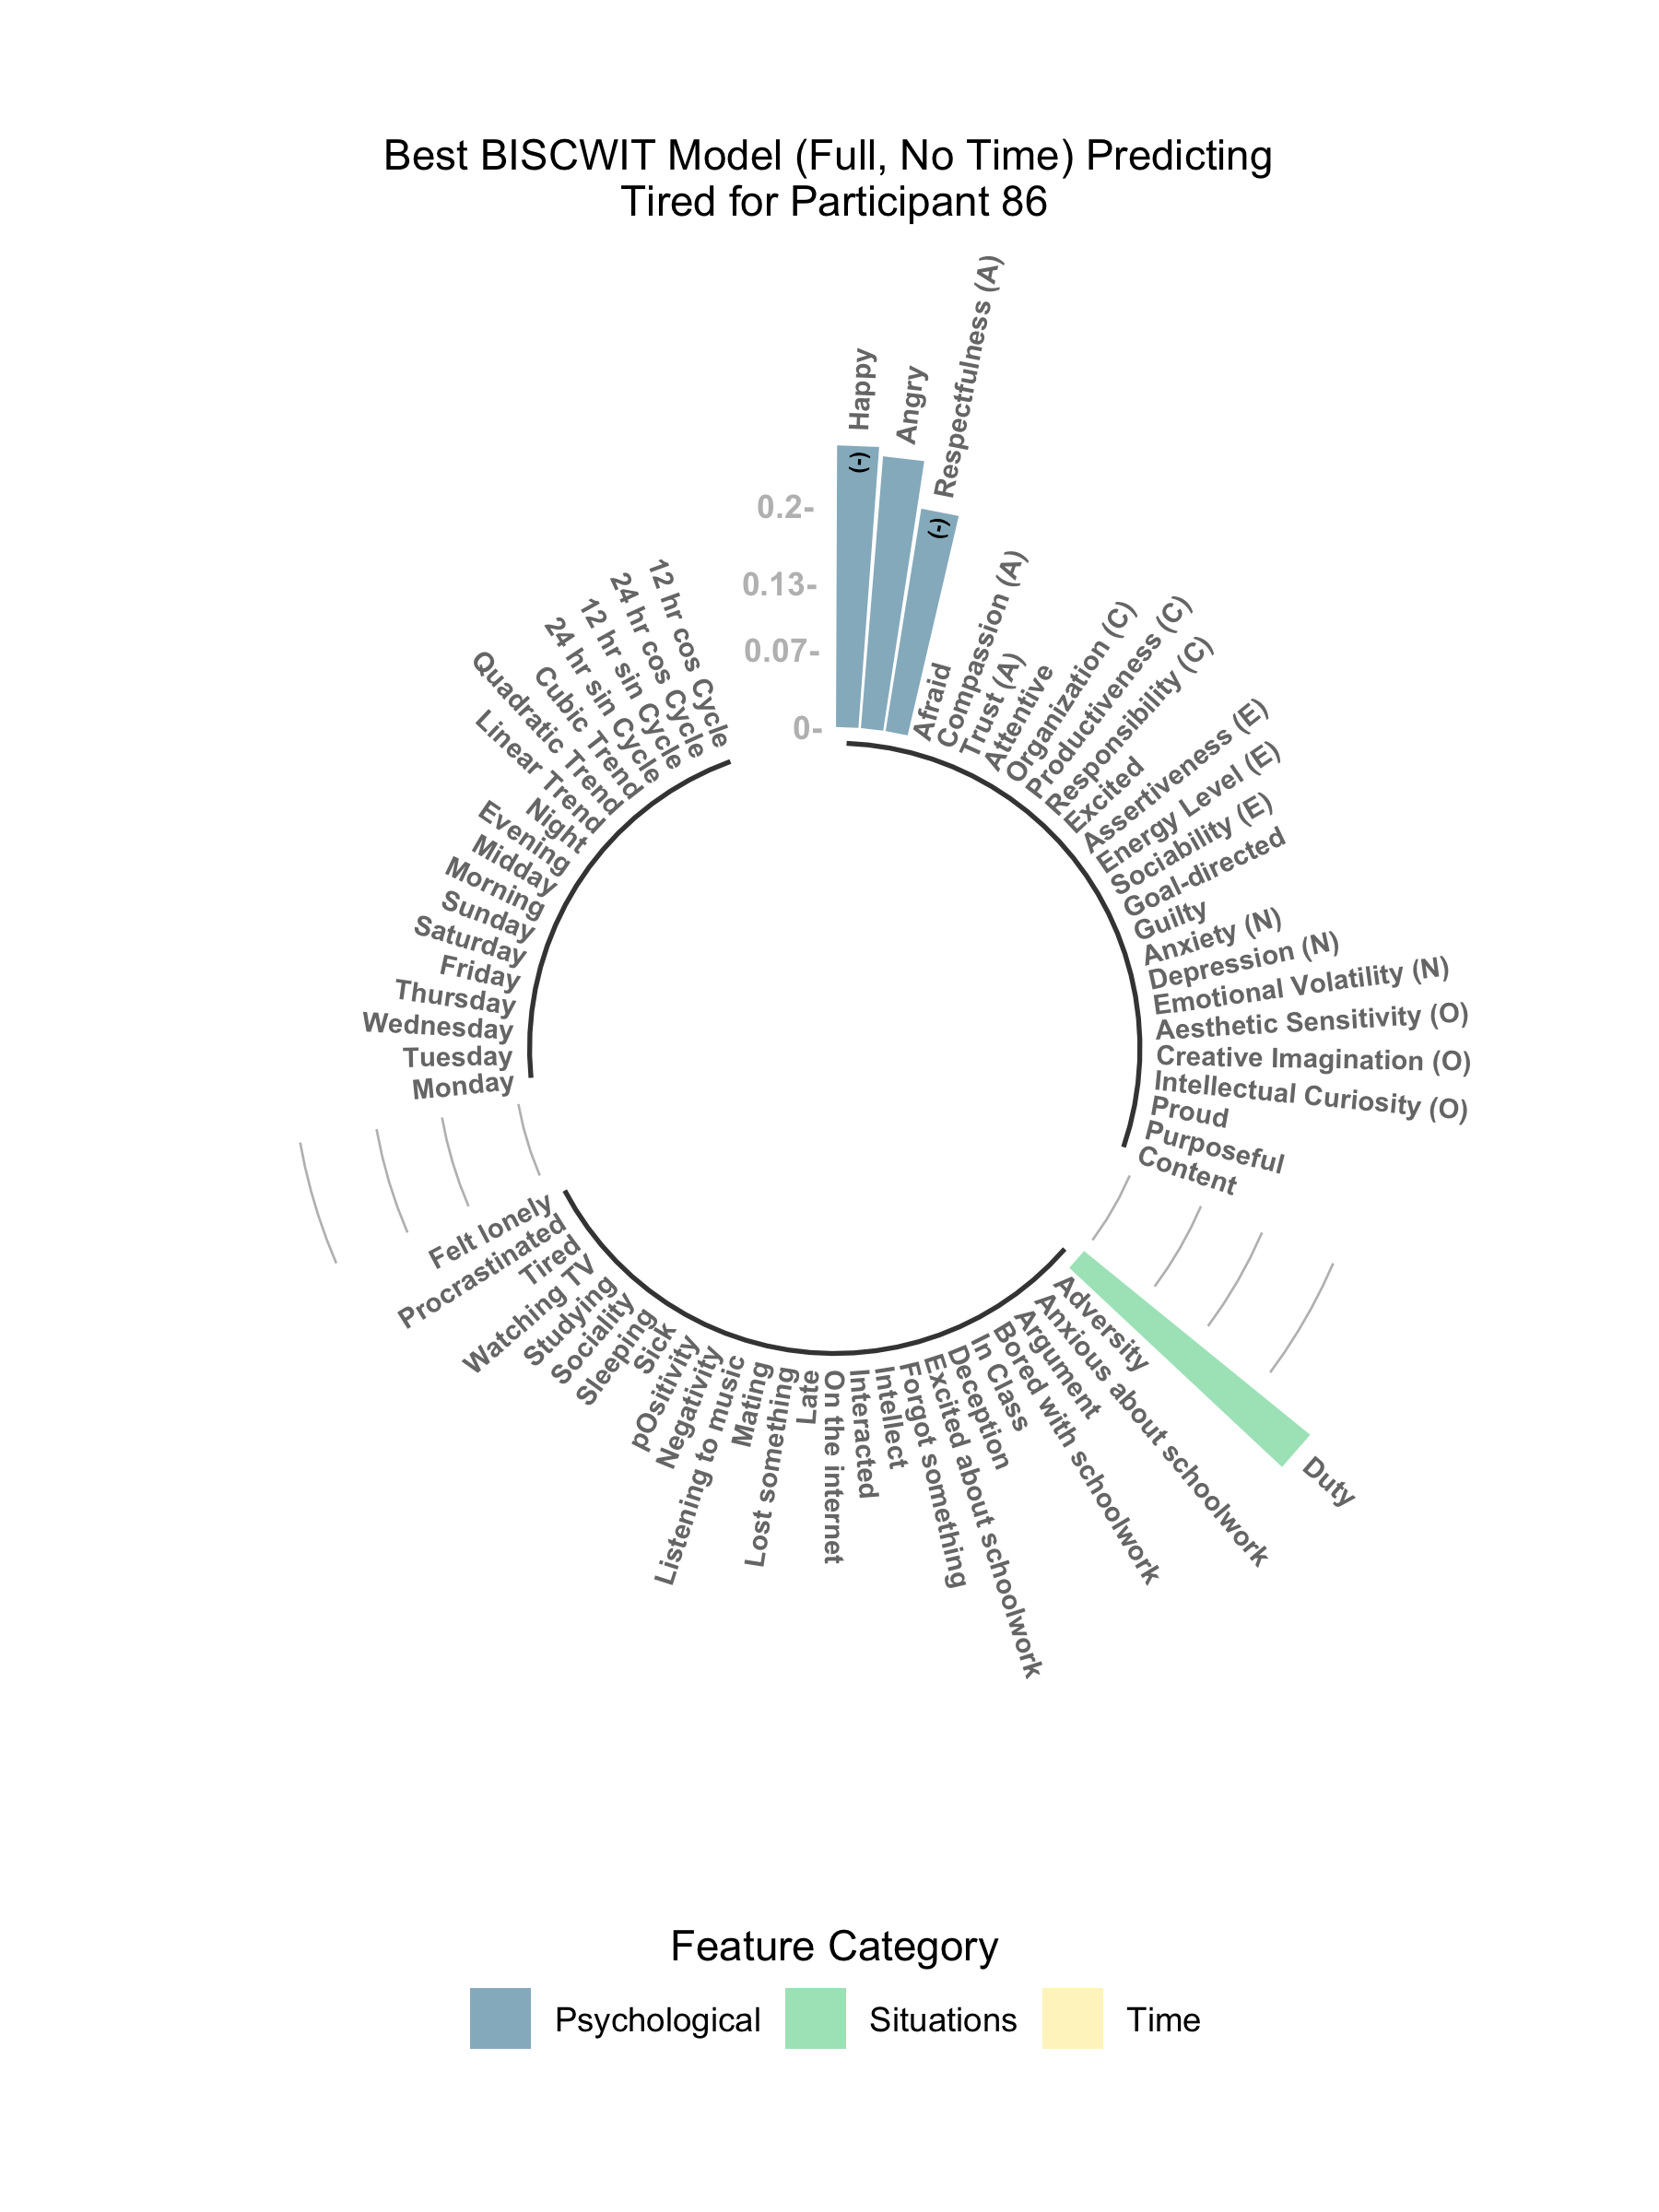 Best BISCWIT Model (Full, No Time) Predicting
Tired for Participant 86
0.2-
0.13-
0.07-
0-
Happy
(-)
Angry
Respectfulness (A)
(-)
Afraid
Compassion (A)
Trust (A)
Attentive
Organization (C)
Productiveness (C)
Responsibility (C)
Excited
Assertiveness (E)
Energy Level (E)
Sociability (E)
Goal-directed
Guilty
Anxiety (N)
Depression (N)
Emotional Volatility (N)
Aesthetic Sensitivity (O)
Creative Imagination (O)
Intellectual Curiosity (O)
Proud
Purposeful
Content
Duty
Adversity
Anxious about schoolwork
Argument
Bored with schoolwork
In Class
Deception
Excited about schoolwork
Forgot something
Intellect
Interacted
On the internet
Late
Lost something
Mating
Listening to music
Negativity
pOsitivity
Sick
Sleeping
Sociality
Studying
Watching TV
Tired
Procrastinated
Felt lonely
Monday
Tuesday
Wednesday
Thursday
Friday
Saturday
Sunday
Morning
Midday
Evening
Night
Linear Trend
Quadratic Trend
Cubic Trend
24 hr sin Cycle
12 hr sin Cycle
24 hr cos Cycle
12 hr cos Cycle
Feature Category
Psychological
Situations
Time